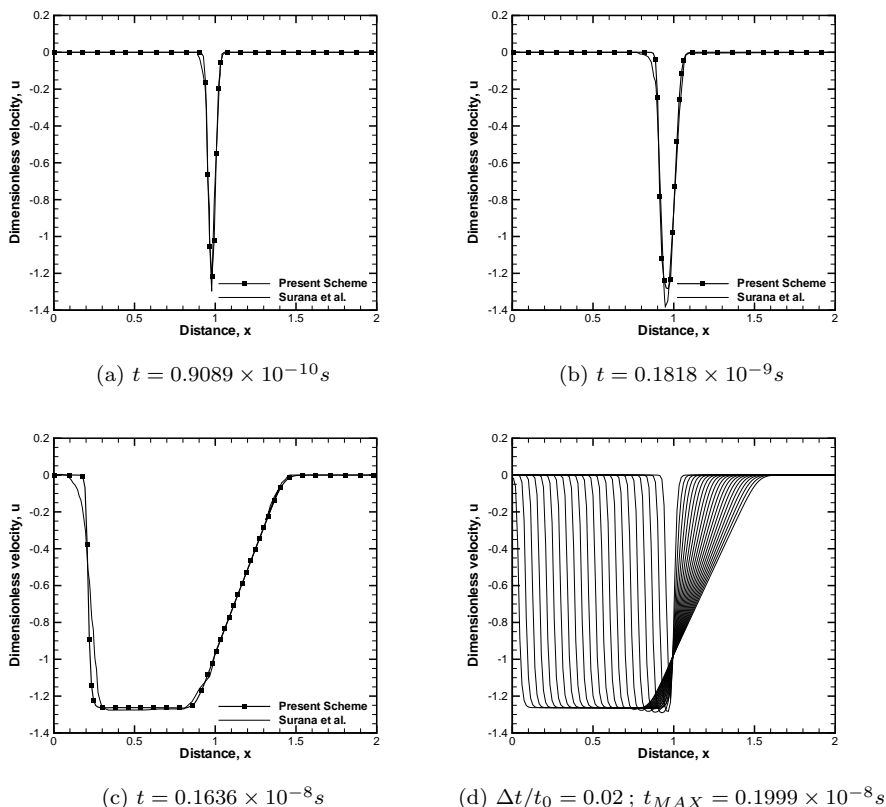 0.2
0
-0.2
-0.4
-0.6
-0.8
-1
-1.2
-1.4
Dimensionless velocity, u
0 0.5 1 1.5 2
Distance, x
Present Scheme
Surana et al.
(a) t = 0.9089 × 10⁻¹⁰s
0.2
0
-0.2
-0.4
-0.6
-0.8
-1
-1.2
-1.4
Dimensionless velocity, u
0 0.5 1 1.5 2
Distance, x
Present Scheme
Surana et al.
(b) t = 0.1818 × 10⁻⁹s
0.2
0
-0.2
-0.4
-0.6
-0.8
-1
-1.2
-1.4
Dimensionless velocity, u
0 0.5 1 1.5 2
Distance, x
Present Scheme
Surana et al.
(c) t = 0.1636 × 10⁻⁸s
0.2
0
-0.2
-0.4
-0.6
-0.8
-1
-1.2
-1.4
Dimensionless velocity, u
0 0.5 1 1.5 2
Distance, x
(d) Δt/t₀ = 0.02 ; t_MAX = 0.1999 × 10⁻⁸s